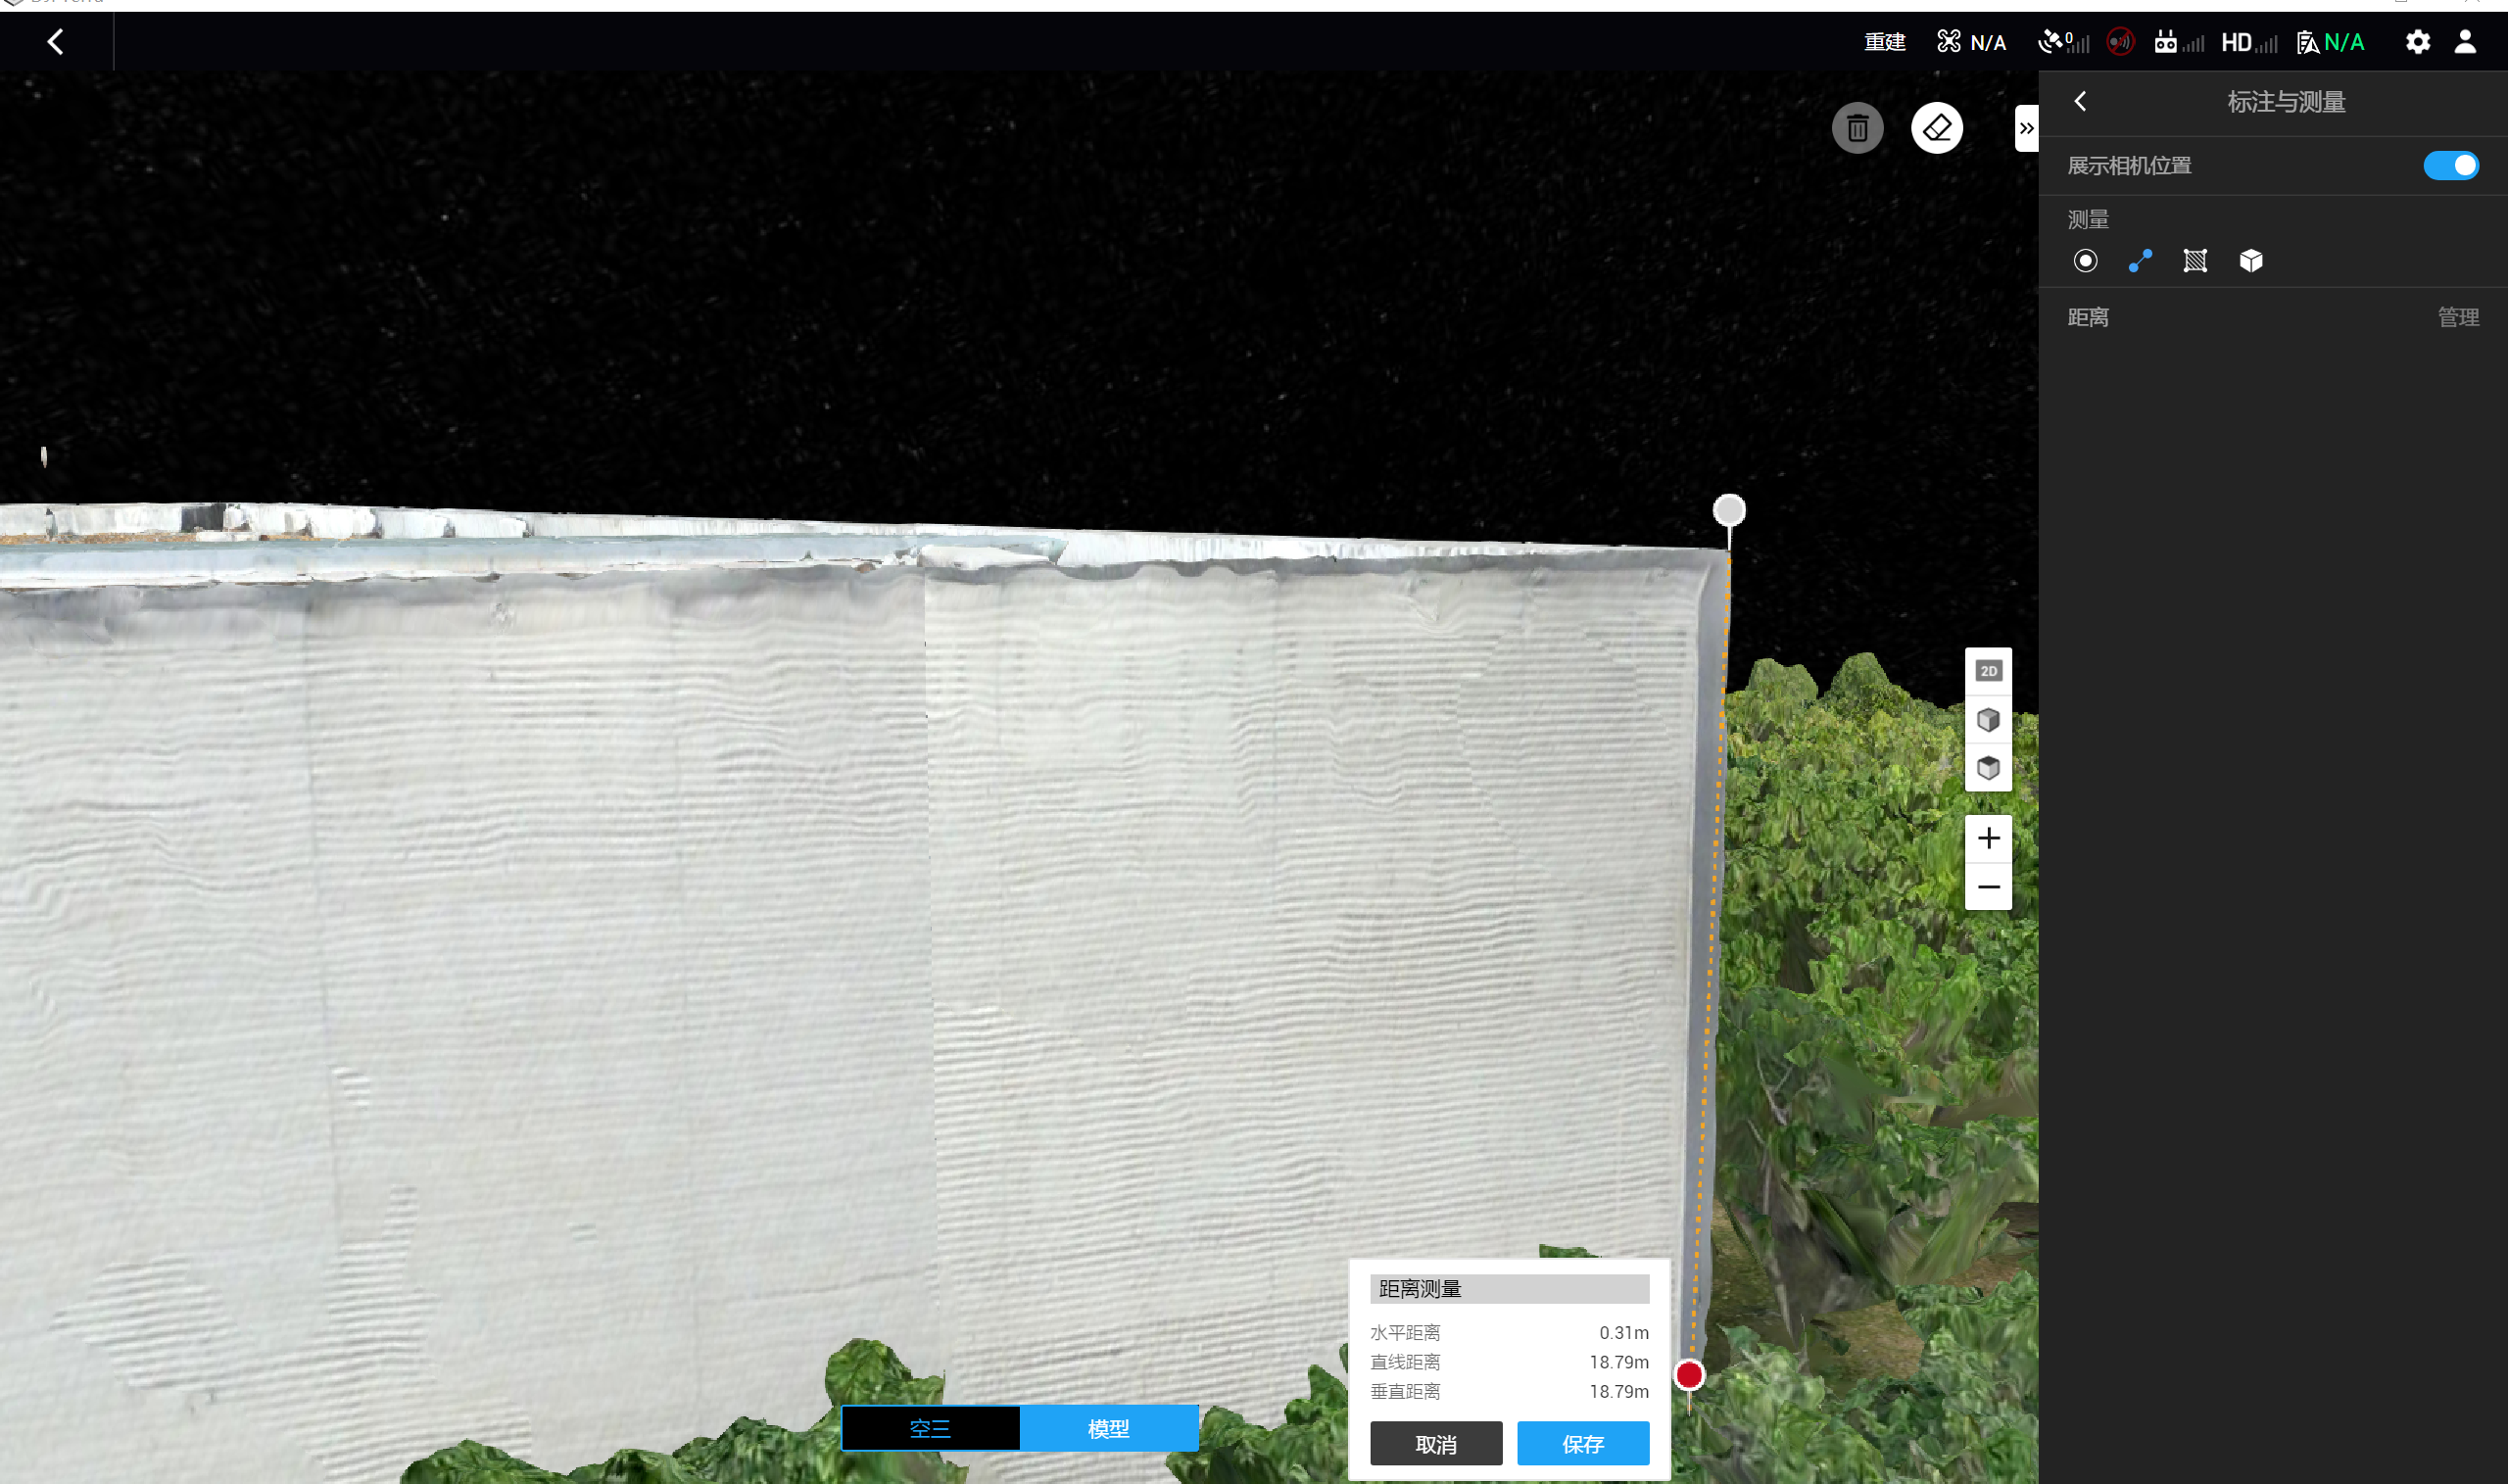 重建
N/A
0
HD
N/A
标注与测量
展示相机位置
测量
距离
管理
2D
距离测量
水平距离 0.31m
直线距离 18.79m
垂直距离 18.79m
取消
保存
空三
模型